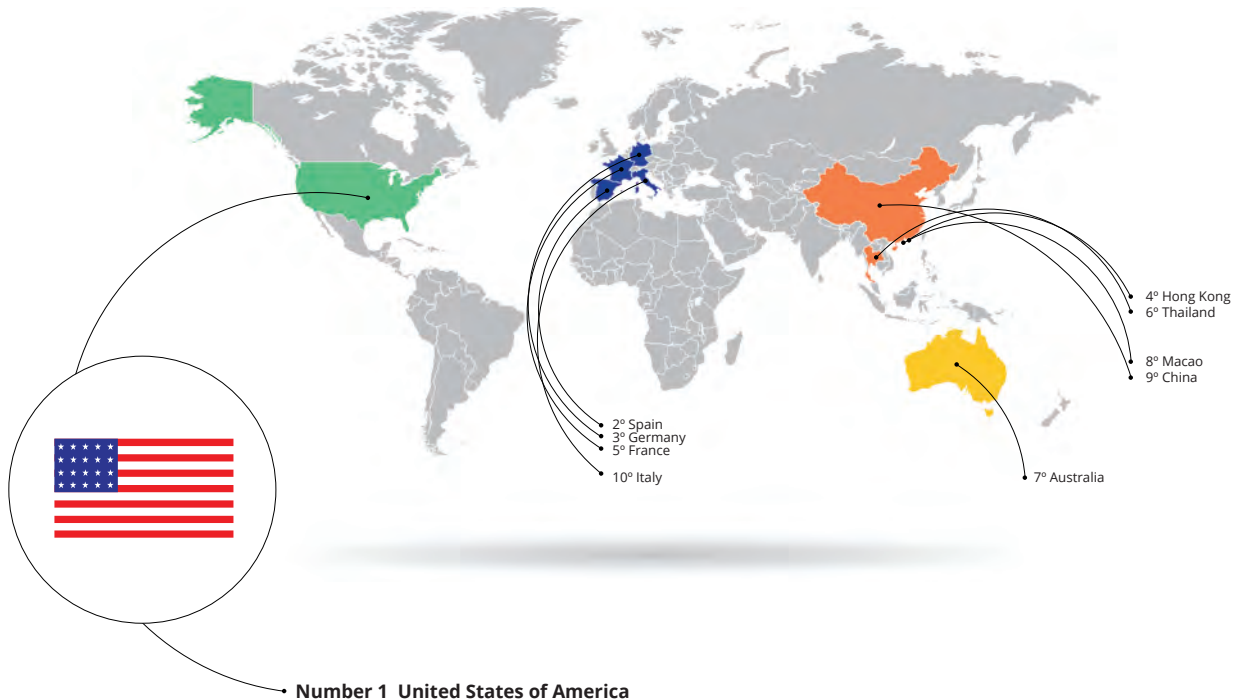 4º Hong Kong
6º Thailand
8º Macao
9º China
2º Spain
3º Germany
5º France
10º Italy
7º Australia
Number 1 United States of America